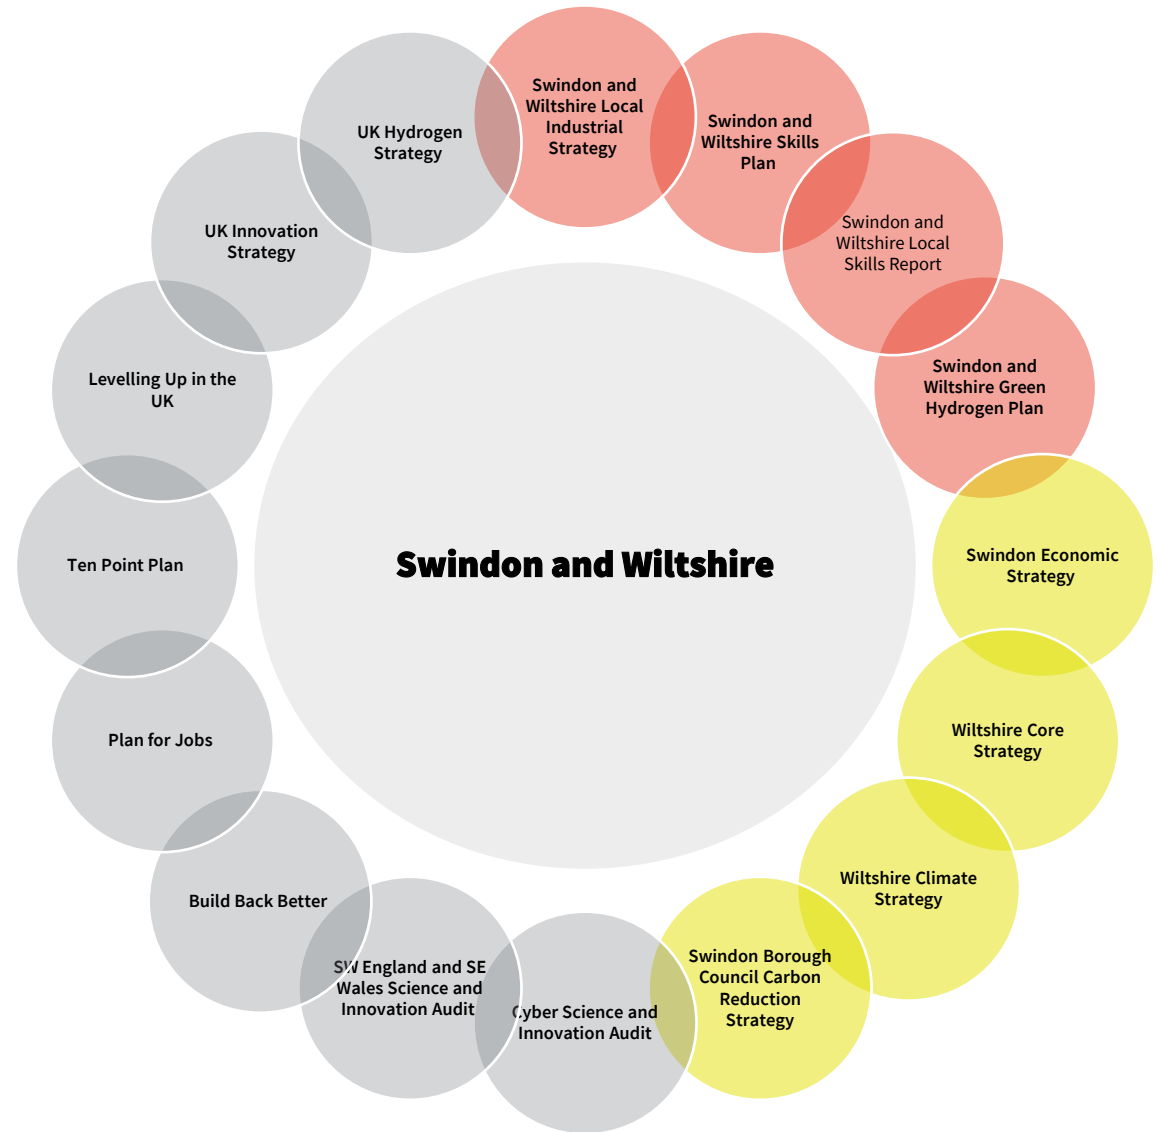 Swindon and
Wiltshire Local
Industrial
Strategy
Swindon and
Wiltshire Skills
Plan
Swindon and
Wiltshire Local
Skills Report
Swindon and
Wiltshire Green
Hydrogen Plan
Swindon Economic
Strategy
Wiltshire Core
Strategy
Wiltshire Climate
Strategy
Swindon Borough
Council Carbon
Reduction
Strategy
Cyber Science and
Innovation Audit
SW England and SE
Wales Science and
Innovation Audit
Build Back Better
Plan for Jobs
Ten Point Plan
Levelling Up in the
UK
UK Innovation
Strategy
UK Hydrogen
Strategy
Swindon and Wiltshire